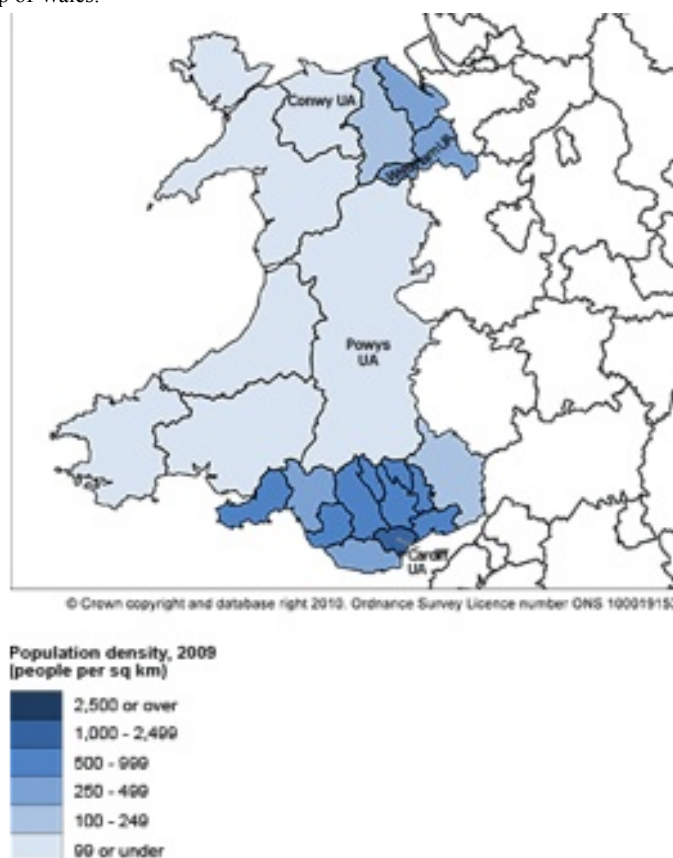 p of Wales.
Conwy UA
Wrexham UA
Powys
UA
Cardiff
UA
© Crown copyright and database right 2010. Ordnance Survey Licence number ONS 10001915
Population density, 2009
(people per sq km)
2,500 or over
1,000 - 2,499
500 - 999
250 - 499
100 - 249
99 or under